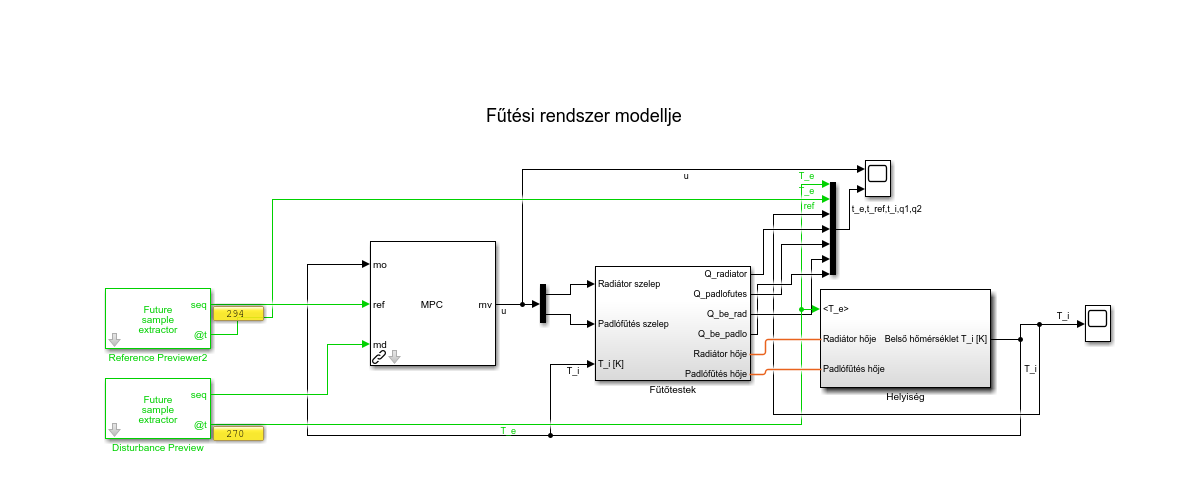 Fűtési rendszer modellje
u
T_e
T_e
ref
t_e,t_ref,t_i,q1,q2
mo
ref
md
MPC
mv
u
Future
sample
extractor
seq
@t
294
Reference Previewer2
Future
sample
extractor
seq
@t
270
Disturbance Preview
Radiátor szelep
Padlófűtés szelep
T_i [K]
Q_radiator
Q_padlofutes
Q_be_rad
Q_be_padlo
Radiátor hője
Padlófűtés hője
Fűtőtestek
T_i
T_e
<T_e>
Radiátor hője
Padlófűtés hője
Belső hőmérséklet T_i [K]
Helyiség
T_i
T_i